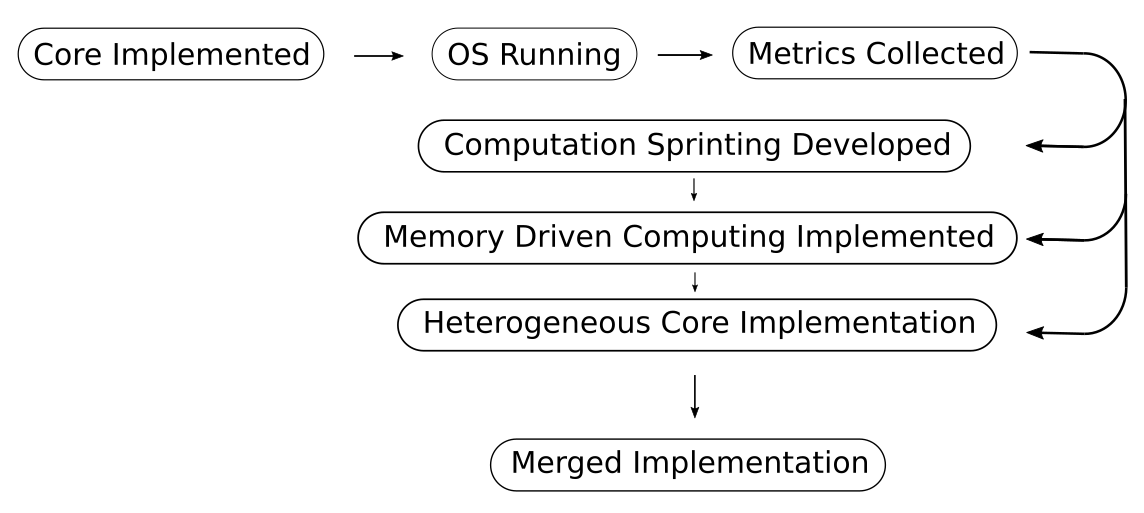 Core Implemented
OS Running
Metrics Collected
Computation Sprinting Developed
Memory Driven Computing Implemented
Heterogeneous Core Implementation
Merged Implementation